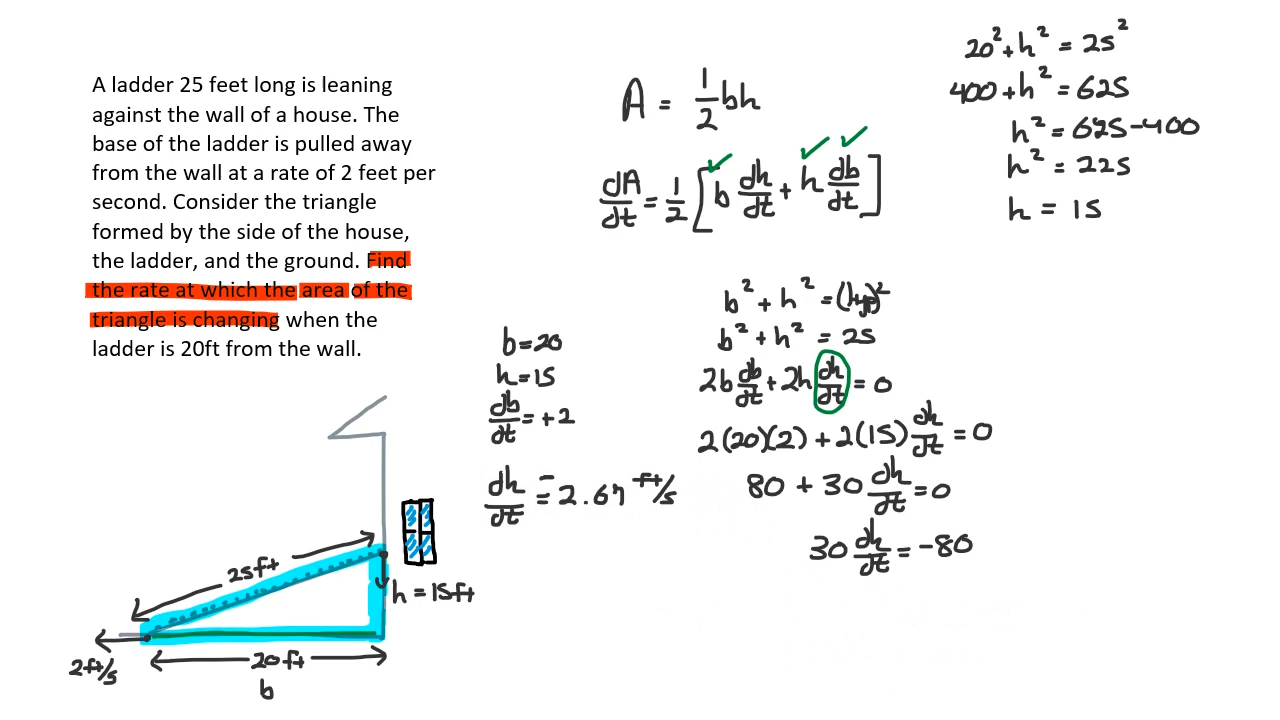 A ladder 25 feet long is leaning
against the wall of a house. The
base of the ladder is pulled away
from the wall at a rate of 2 feet per
second. Consider the triangle
formed by the side of the house,
the ladder, and the ground. Find
the rate at which the area of the
triangle is changing when the
ladder is 20ft from the wall.
25ft
h = 15ft
2ft/s
20ft
b
A = 1/2 bh
dA/dt = 1/2 [b dh/dt + h db/dt]
b=20
h=15
db/dt = +2
dh/dt = -2.67 ft/s
b² + h² = (hyp)²
b² + h² = 25
2b db/dt + 2h dh/dt = 0
2(20)(2) + 2(15) dh/dt = 0
80 + 30 dh/dt = 0
30 dh/dt = -80
20² + h² = 25²
400 + h² = 625
h² = 625-400
h² = 225
h = 15